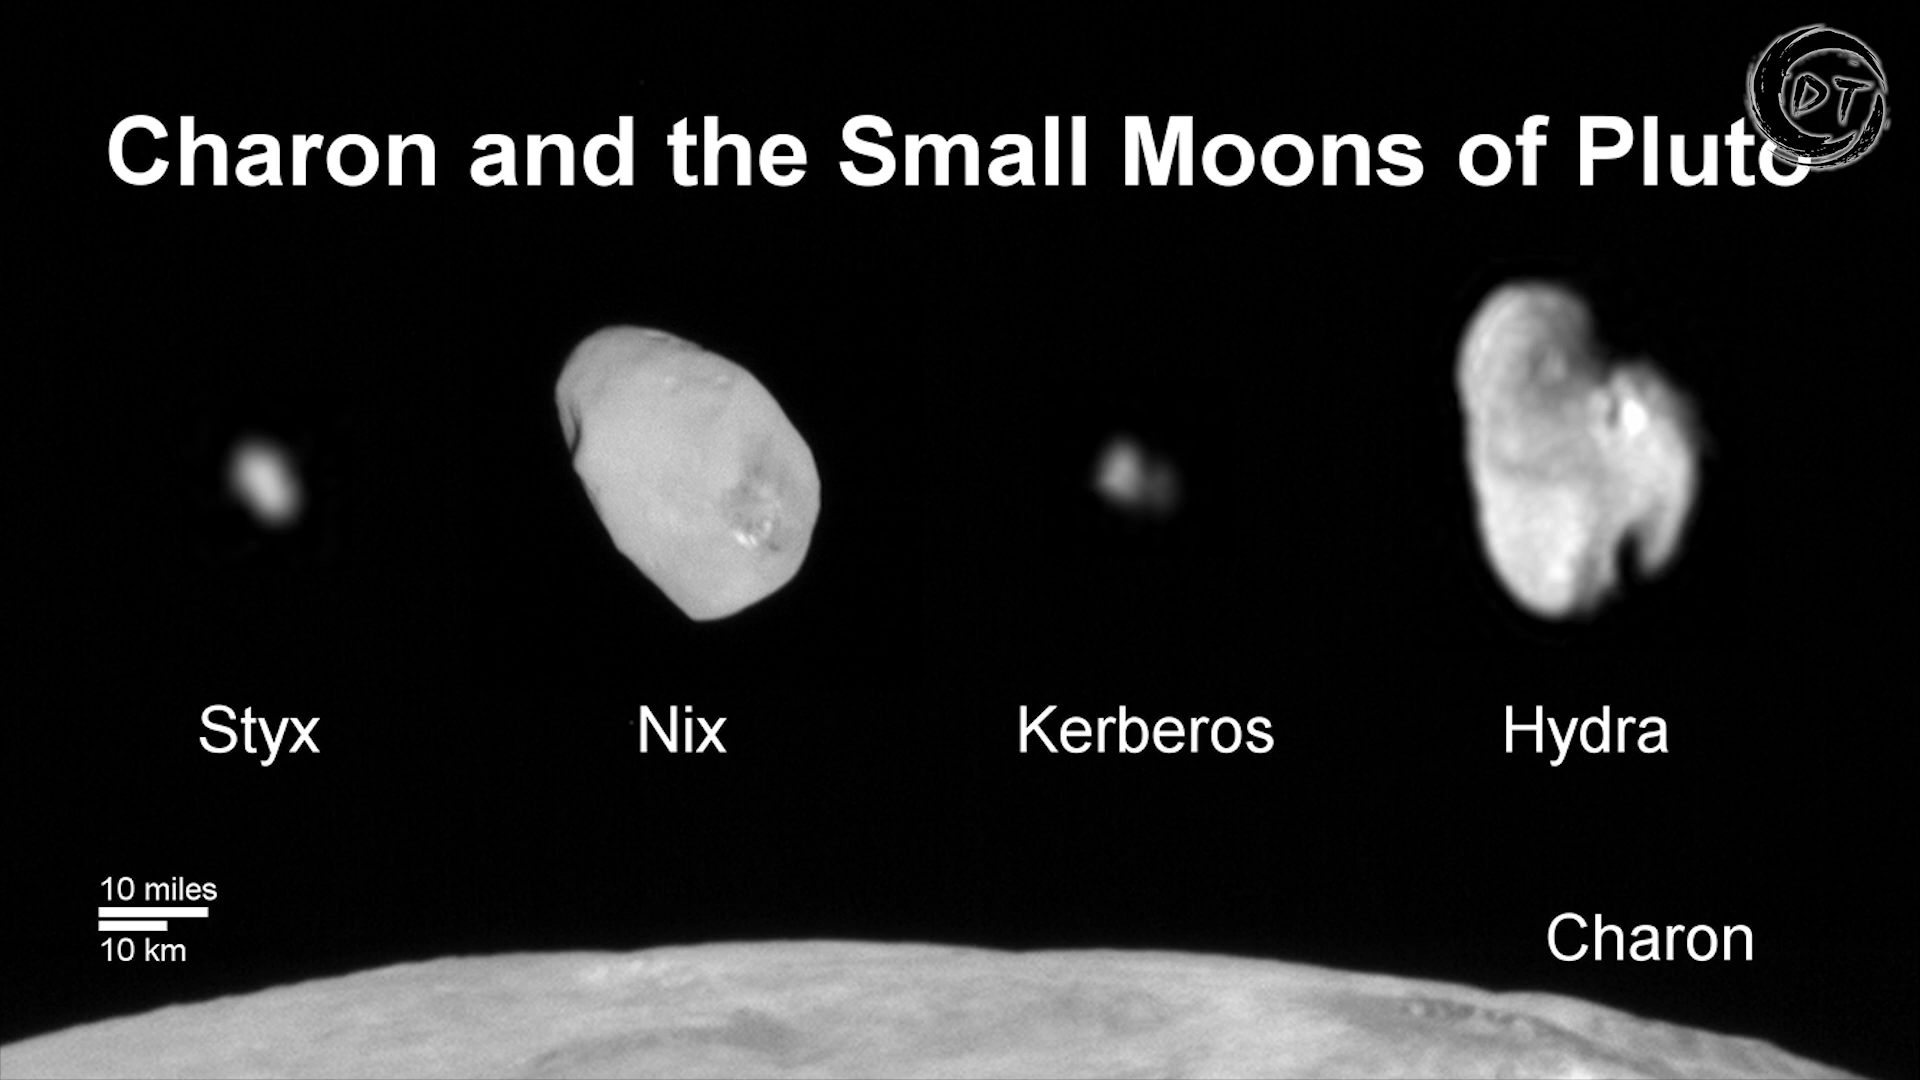 DT
Charon and the Small Moons of Pluto
Styx
Nix
Kerberos
Hydra
10 miles
10 km
Charon